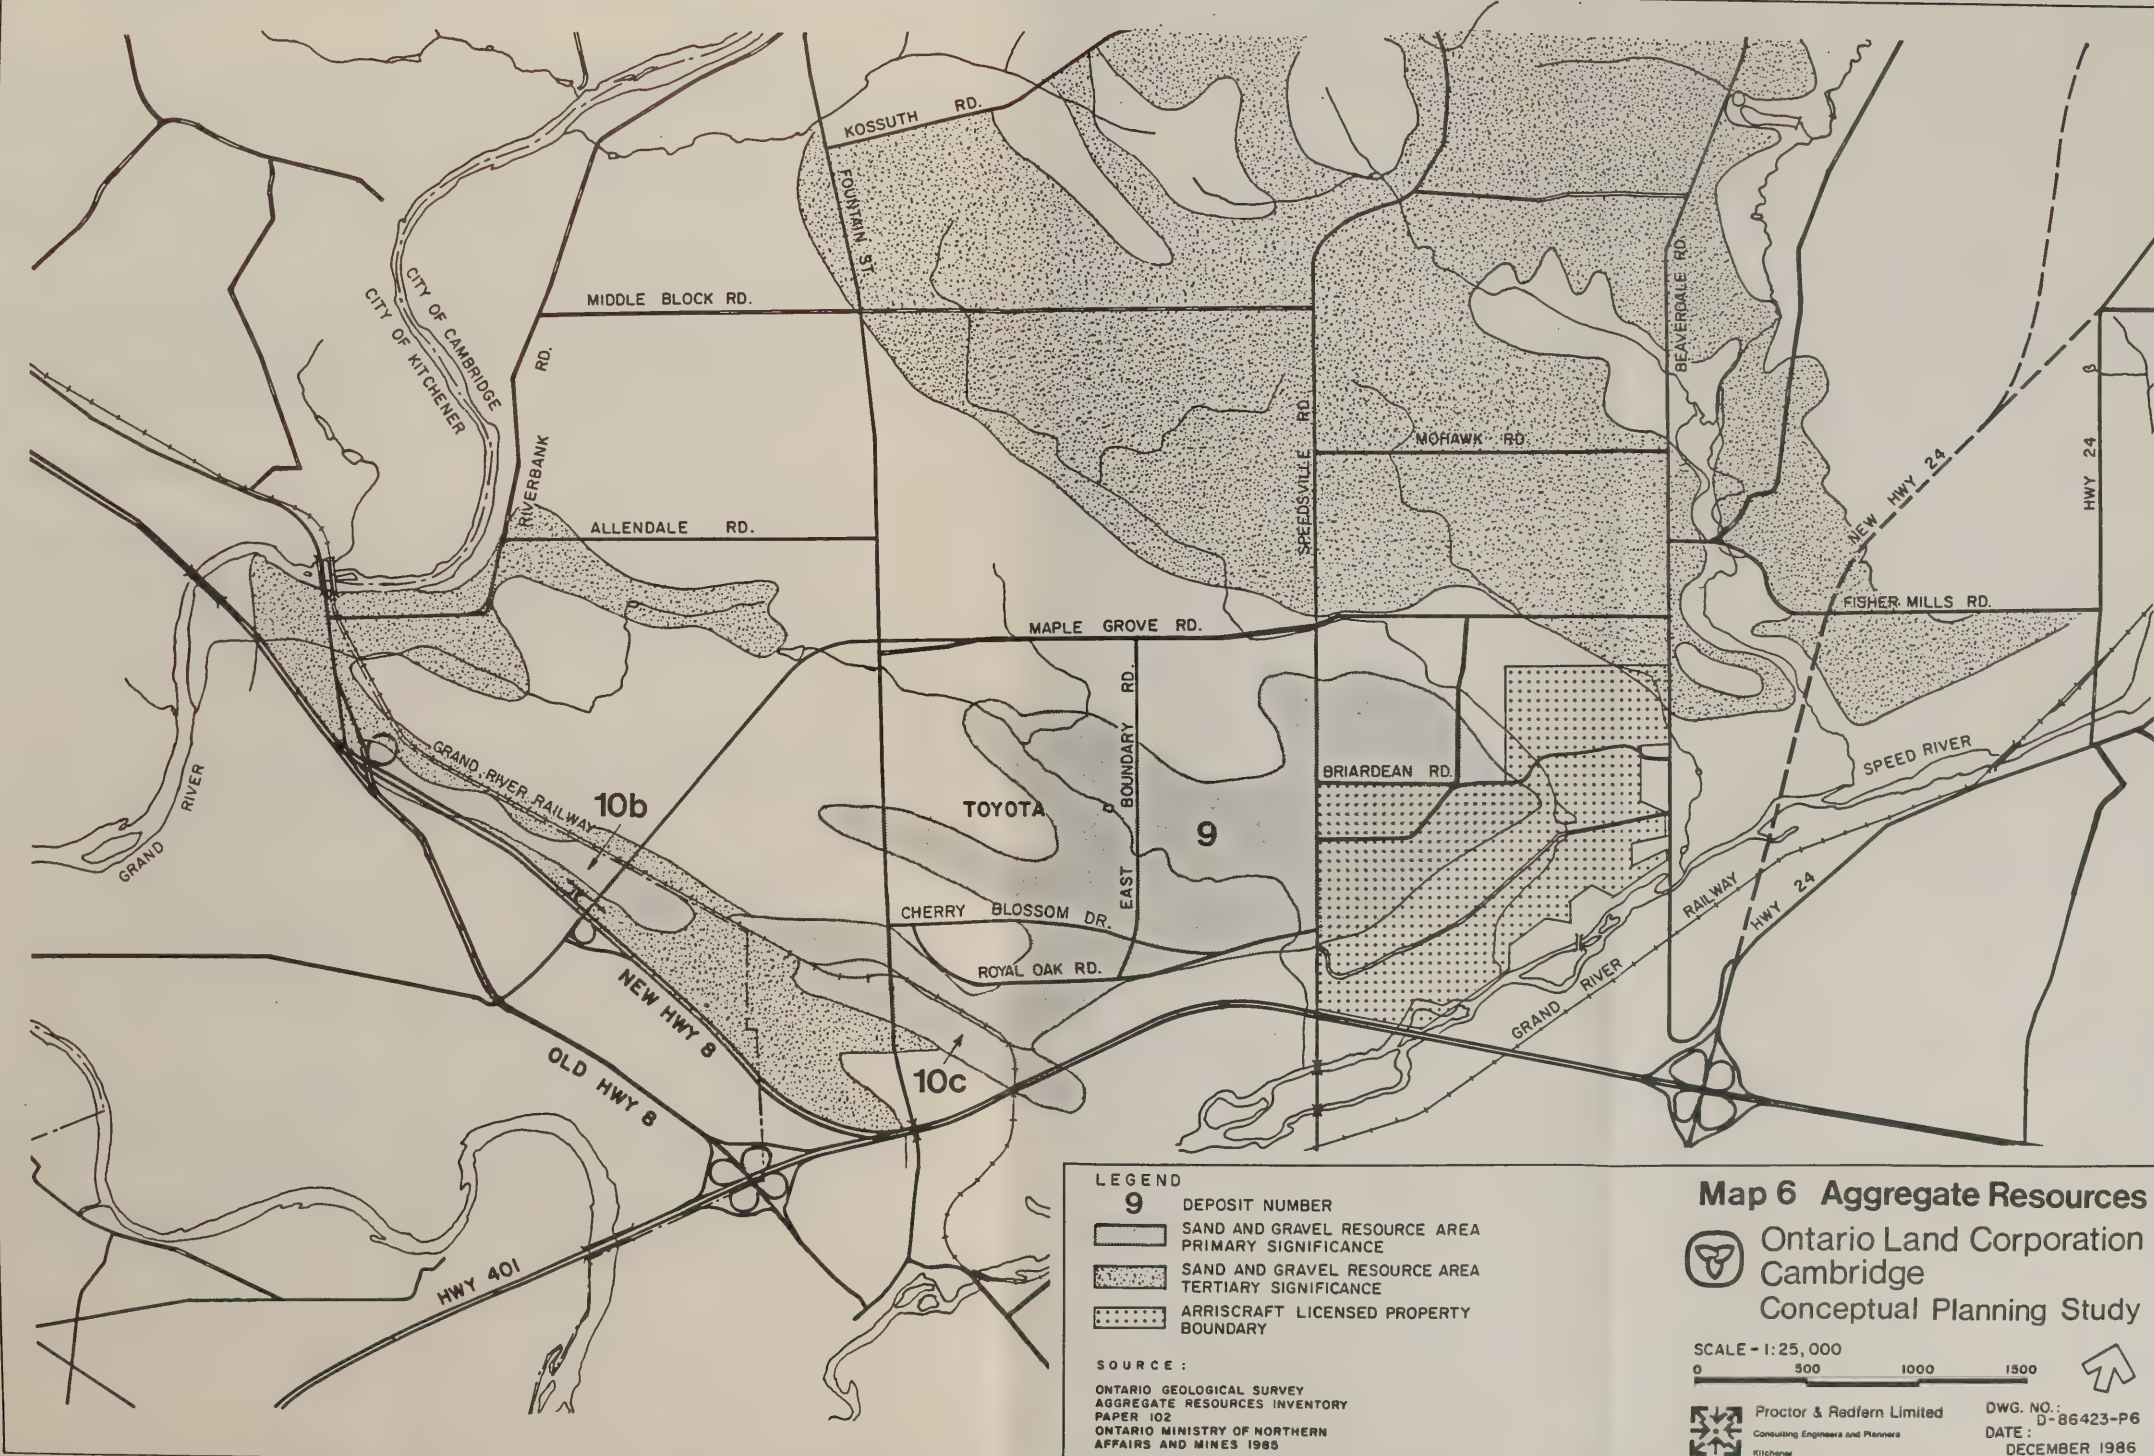 KOSSUTH RD.
FOUNTAIN ST.
MIDDLE BLOCK RD.
CITY OF CAMBRIDGE
CITY OF KITCHENER
RIVERBANK RD.
BEAVERDALE RD.
SPEEDSVILLE RD
MOHAWK RD
NEW HWY 24
HWY 24
ALLENDALE RD.
FISHER MILLS RD.
MAPLE GROVE RD.
EAST BOUNDARY RD.
GRAND RIVER
GRAND RIVER RAILWAY
10b
TOYOTA
9
BRIARDEAN RD.
SPEED RIVER
CHERRY BLOSSOM DR.
ROYAL OAK RD.
GRAND RIVER RAILWAY
HWY 24
NEW HWY 8
OLD HWY 8
10c
HWY 401
LEGEND
9 DEPOSIT NUMBER
SAND AND GRAVEL RESOURCE AREA
PRIMARY SIGNIFICANCE
SAND AND GRAVEL RESOURCE AREA
TERTIARY SIGNIFICANCE
ARRISCRAFT LICENSED PROPERTY
BOUNDARY
SOURCE:
ONTARIO GEOLOGICAL SURVEY
AGGREGATE RESOURCES INVENTORY
PAPER 102
ONTARIO MINISTRY OF NORTHERN
AFFAIRS AND MINES 1985
Map 6 Aggregate Resources
Ontario Land Corporation
Cambridge
Conceptual Planning Study
SCALE - 1:25,000
0 500 1000 1500
Proctor & Redfern Limited
Consulting Engineers and Planners
Kitchener
DWG. NO.:
D-86423-P6
DATE:
DECEMBER 1986